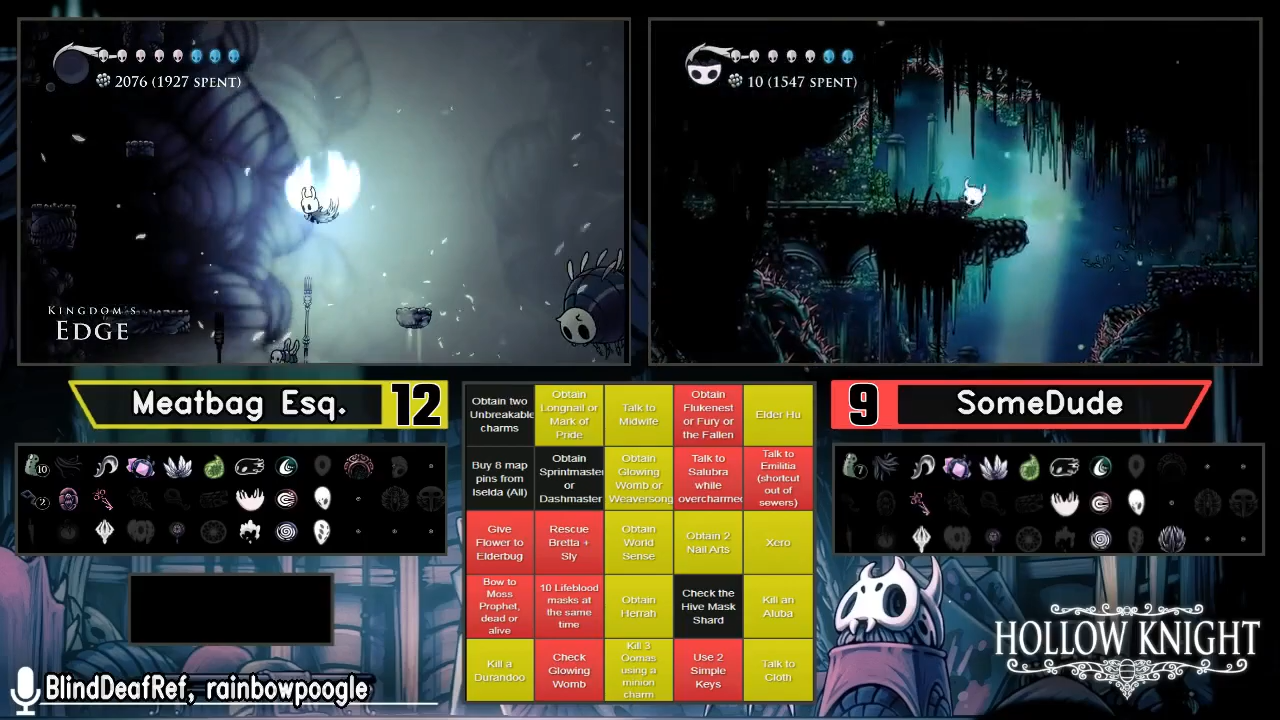 2076 (1927 SPENT)
10 (1547 SPENT)
KINGDOM'S
EDGE
Meatbag Esq.
12
9
SomeDude
Obtain two
Unbreakable
charms
Obtain
Longnail or
Mark of
Pride
Talk to
Midwife
Obtain
Flukenest
or Fury or
the Fallen
Elder Hu
Buy 8 map
pins from
Iselda (All)
Obtain
Sprintmaster
or
Dashmaster
Obtain
Glowing
Womb or
Weaversong
Talk to
Salubra
while
overcharmed
Talk to
Emilitia
(shortcut
out of
sewers)
Give
Flower to
Elderbug
Rescue
Bretta +
Sly
Obtain
World
Sense
Obtain 2
Nail Arts
Xero
Bow to
Moss
Prophet,
dead or
alive
10 Lifeblood
masks at
the same
time
Obtain
Herrah
Check the
Hive Mask
Shard
Kill an
Aluba
Kill a
Durandoo
Check
Glowing
Womb
Kill 3
Oomas
using a
minion
charm
Use 2
Simple
Keys
Talk to
Cloth
10
2
7
BlindDeafRef, rainbowpoogle
HOLLOW KNIGHT